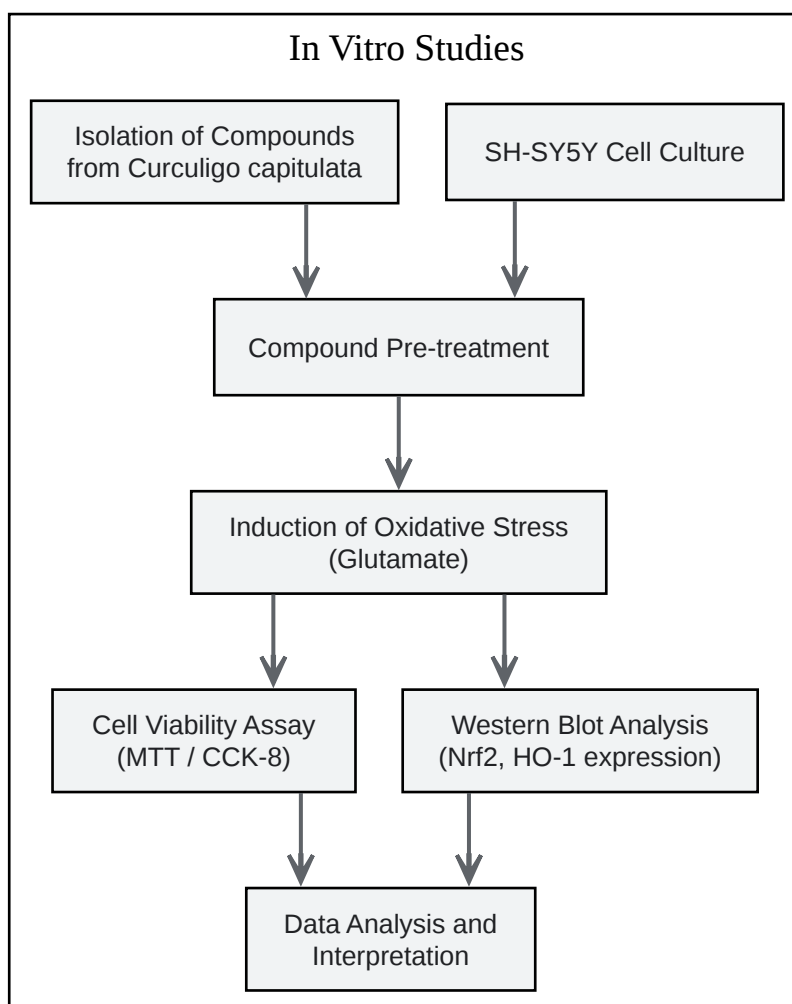 In Vitro Studies
Isolation of Compounds
from Curculigo capitulata
SH-SY5Y Cell Culture
Compound Pre-treatment
Induction of Oxidative Stress
(Glutamate)
Cell Viability Assay
(MTT / CCK-8)
Western Blot Analysis
(Nrf2, HO-1 expression)
Data Analysis and
Interpretation